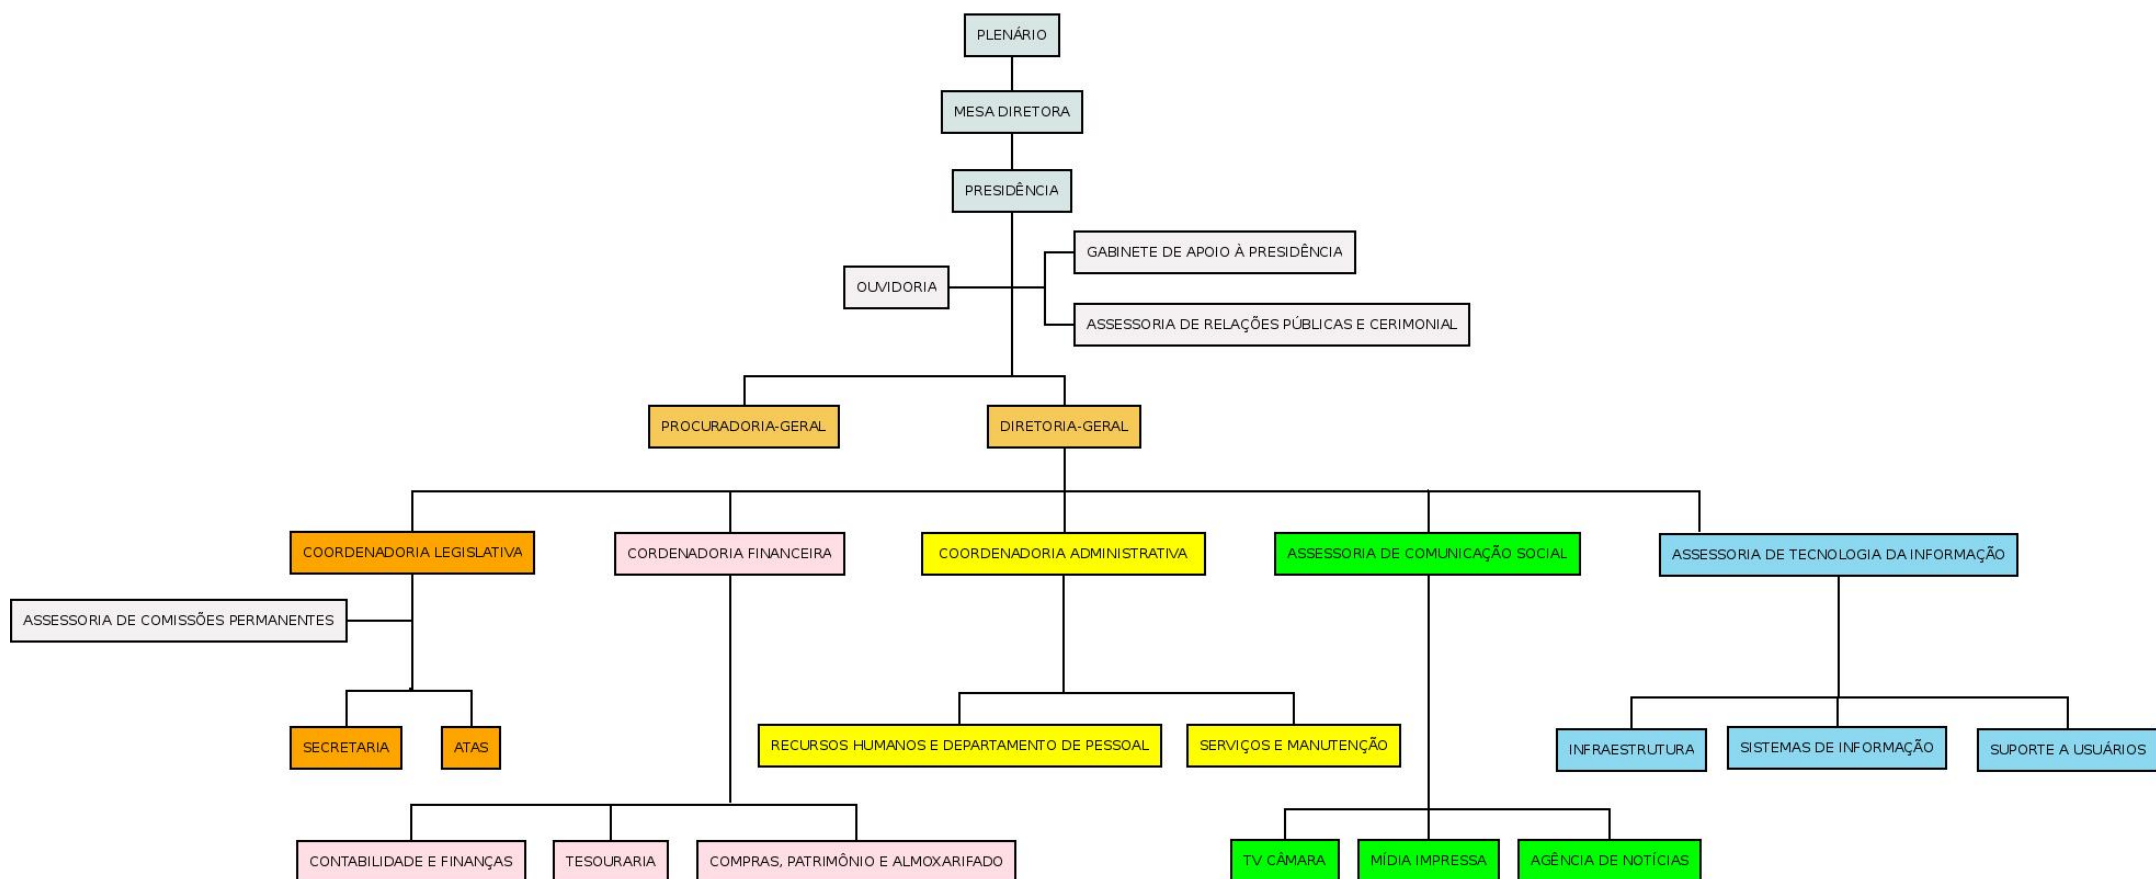 PLENÁRIO
MESA DIRETORA
PRESIDÊNCIA
GABINETE DE APOIO À PRESIDÊNCIA
OUVIDORIA
ASSESSORIA DE RELAÇÕES PÚBLICAS E CERIMONIAL
PROCURADORIA-GERAL
DIRETORIA-GERAL
COORDENADORIA LEGISLATIVA
CORDENADORIA FINANCEIRA
COORDENADORIA ADMINISTRATIVA
ASSESSORIA DE COMUNICAÇÃO SOCIAL
ASSESSORIA DE TECNOLOGIA DA INFORMAÇÃO
ASSESSORIA DE COMISSÕES PERMANENTES
SECRETARIA
ATAS
RECURSOS HUMANOS E DEPARTAMENTO DE PESSOAL
SERVIÇOS E MANUTENÇÃO
INFRAESTRUTURA
SISTEMAS DE INFORMAÇÃO
SUPORTE A USUÁRIOS
CONTABILIDADE E FINANÇAS
TESOURARIA
COMPRAS, PATRIMÔNIO E ALMOXARIFADO
TV CÂMARA
MÍDIA IMPRESSA
AGÊNCIA DE NOTÍCIAS